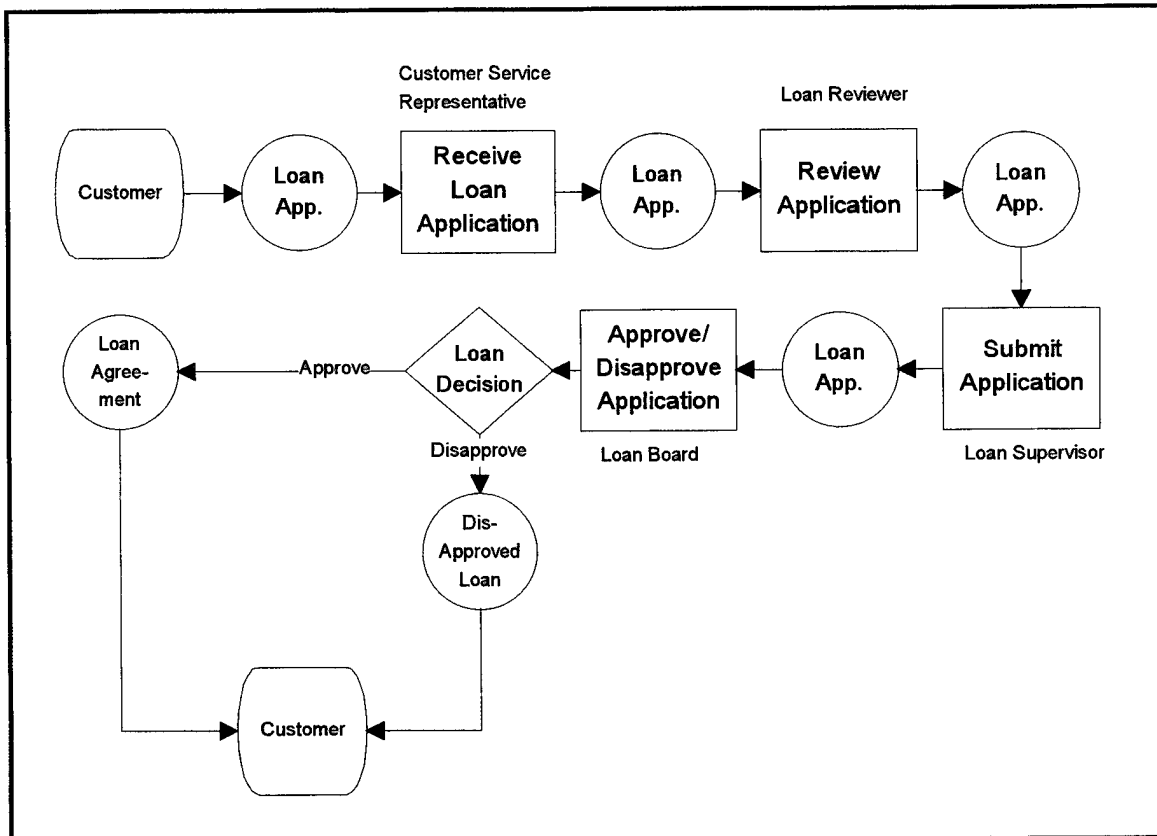 Customer Service
Representative
Loan Reviewer
Customer
Loan
App.
Receive
Loan
Application
Loan
App.
Review
Application
Loan
App.
Loan
Agree-
ment
Approve
Loan
Decision
Approve/
Disapprove
Application
Loan
App.
Submit
Application
Disapprove
Loan Board
Loan Supervisor
Dis-
Approved
Loan
Customer